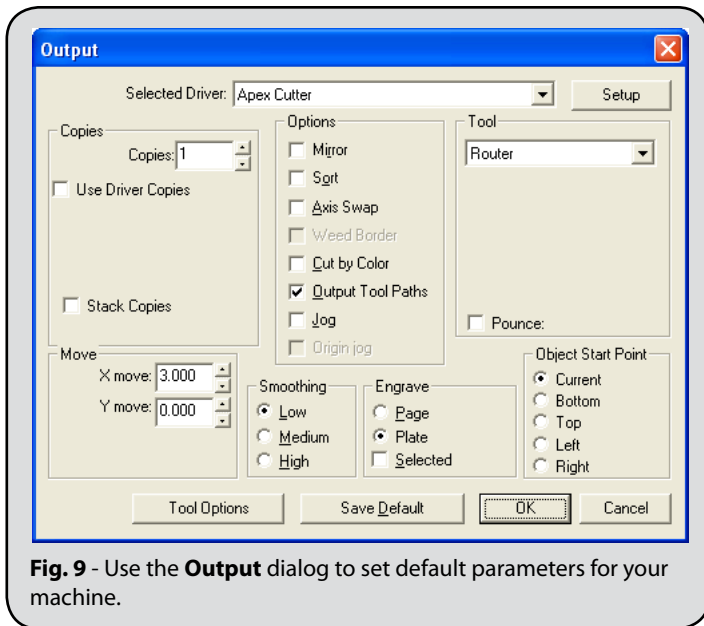 Output
Selected Driver: Apex Cutter
Setup
Copies
Copies: 1
Use Driver Copies
Stack Copies
Options
Mirror
Sort
Axis Swap
Weed Border
Cut by Color
Output Tool Paths
Jog
Origin jog
Tool
Router
Pounce:
Move
X move: 3.000
Y move: 0.000
Smoothing
Low
Medium
High
Engrave
Page
Plate
Selected
Object Start Point
Current
Bottom
Top
Left
Right
Tool Options
Save Default
OK
Cancel
Fig. 9 - Use the Output dialog to set default parameters for your
machine.